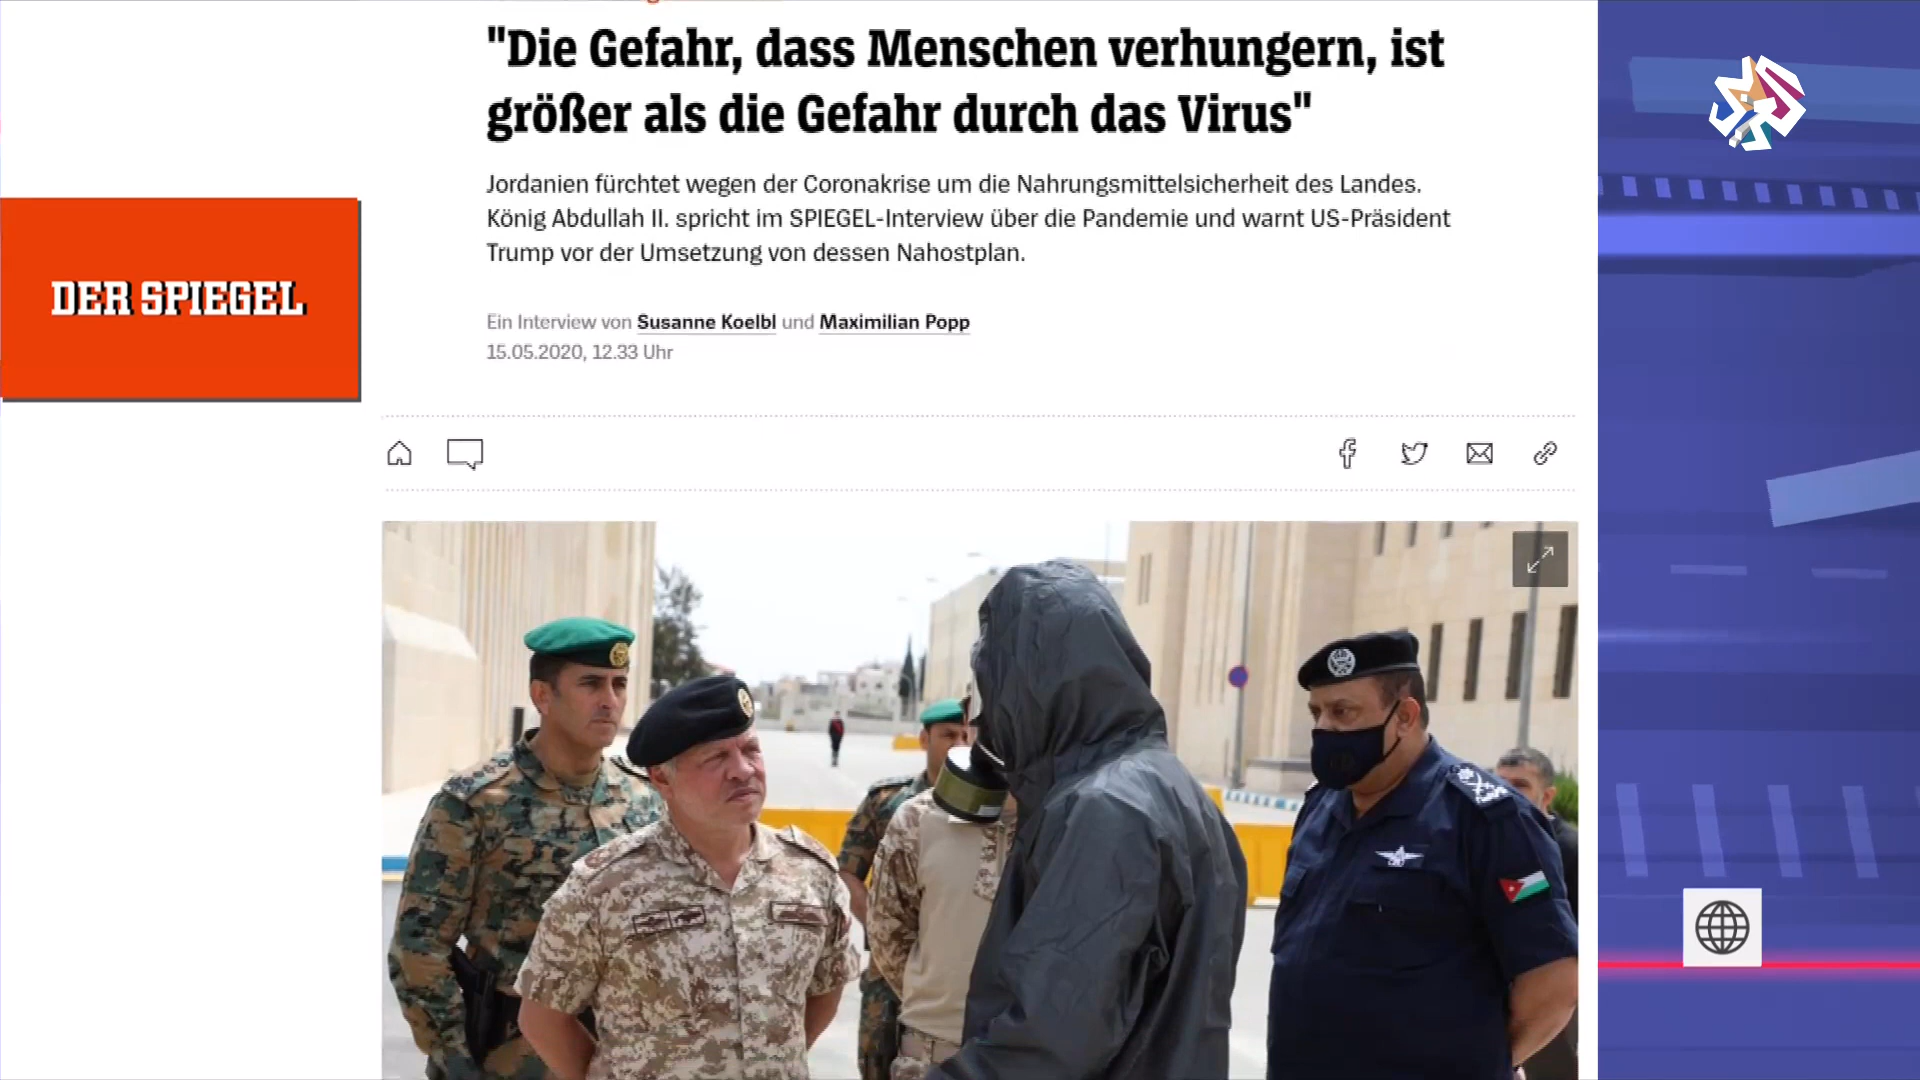 "Die Gefahr, dass Menschen verhungern, ist
größer als die Gefahr durch das Virus"
Jordanien fürchtet wegen der Coronakrise um die Nahrungsmittelsicherheit des Landes.
König Abdullah II. spricht im SPIEGEL-Interview über die Pandemie und warnt US-Präsident
Trump vor der Umsetzung von dessen Nahostplan.
DER SPIEGEL
Ein Interview von Susanne Koelbl und Maximilian Popp
15.05.2020, 12.33 Uhr